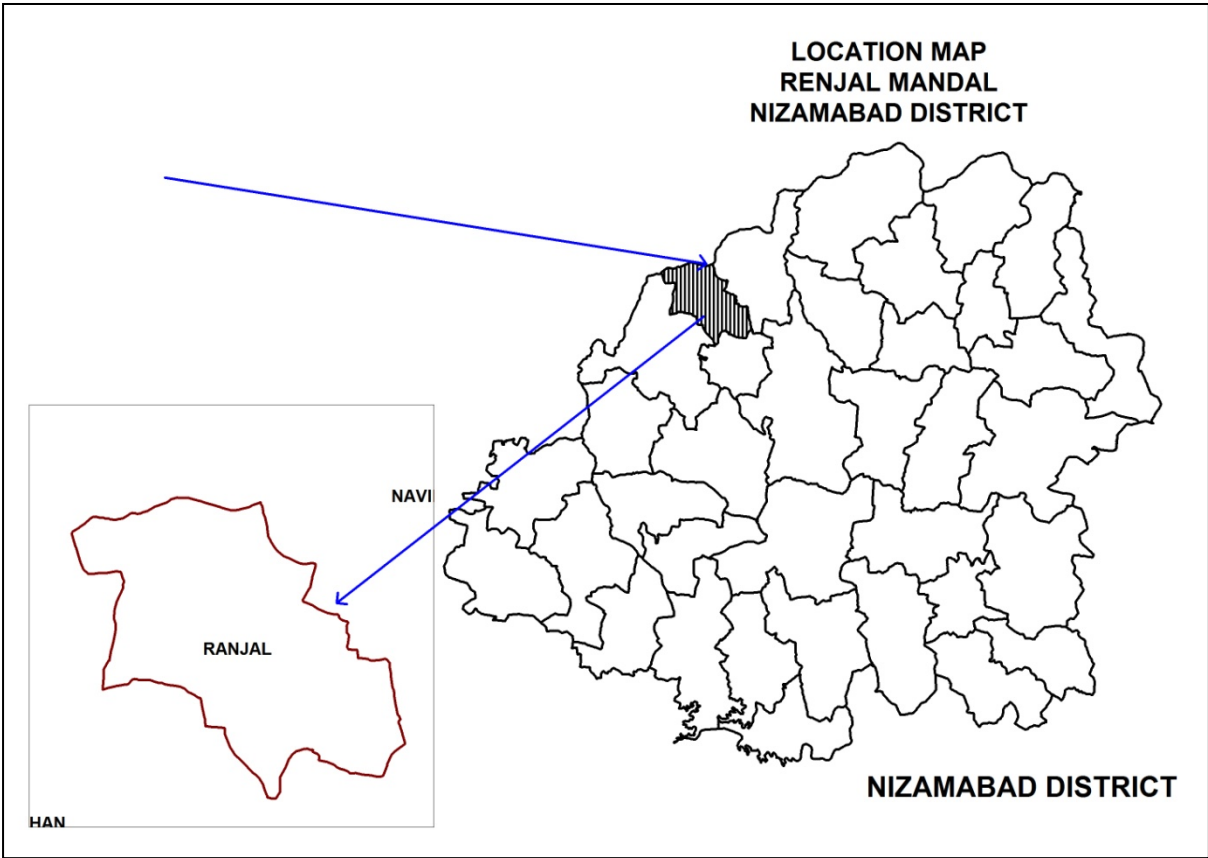 LOCATION MAP
RENJAL MANDAL
NIZAMABAD DISTRICT
NAVI
RANJAL
NIZAMABAD DISTRICT
HAN